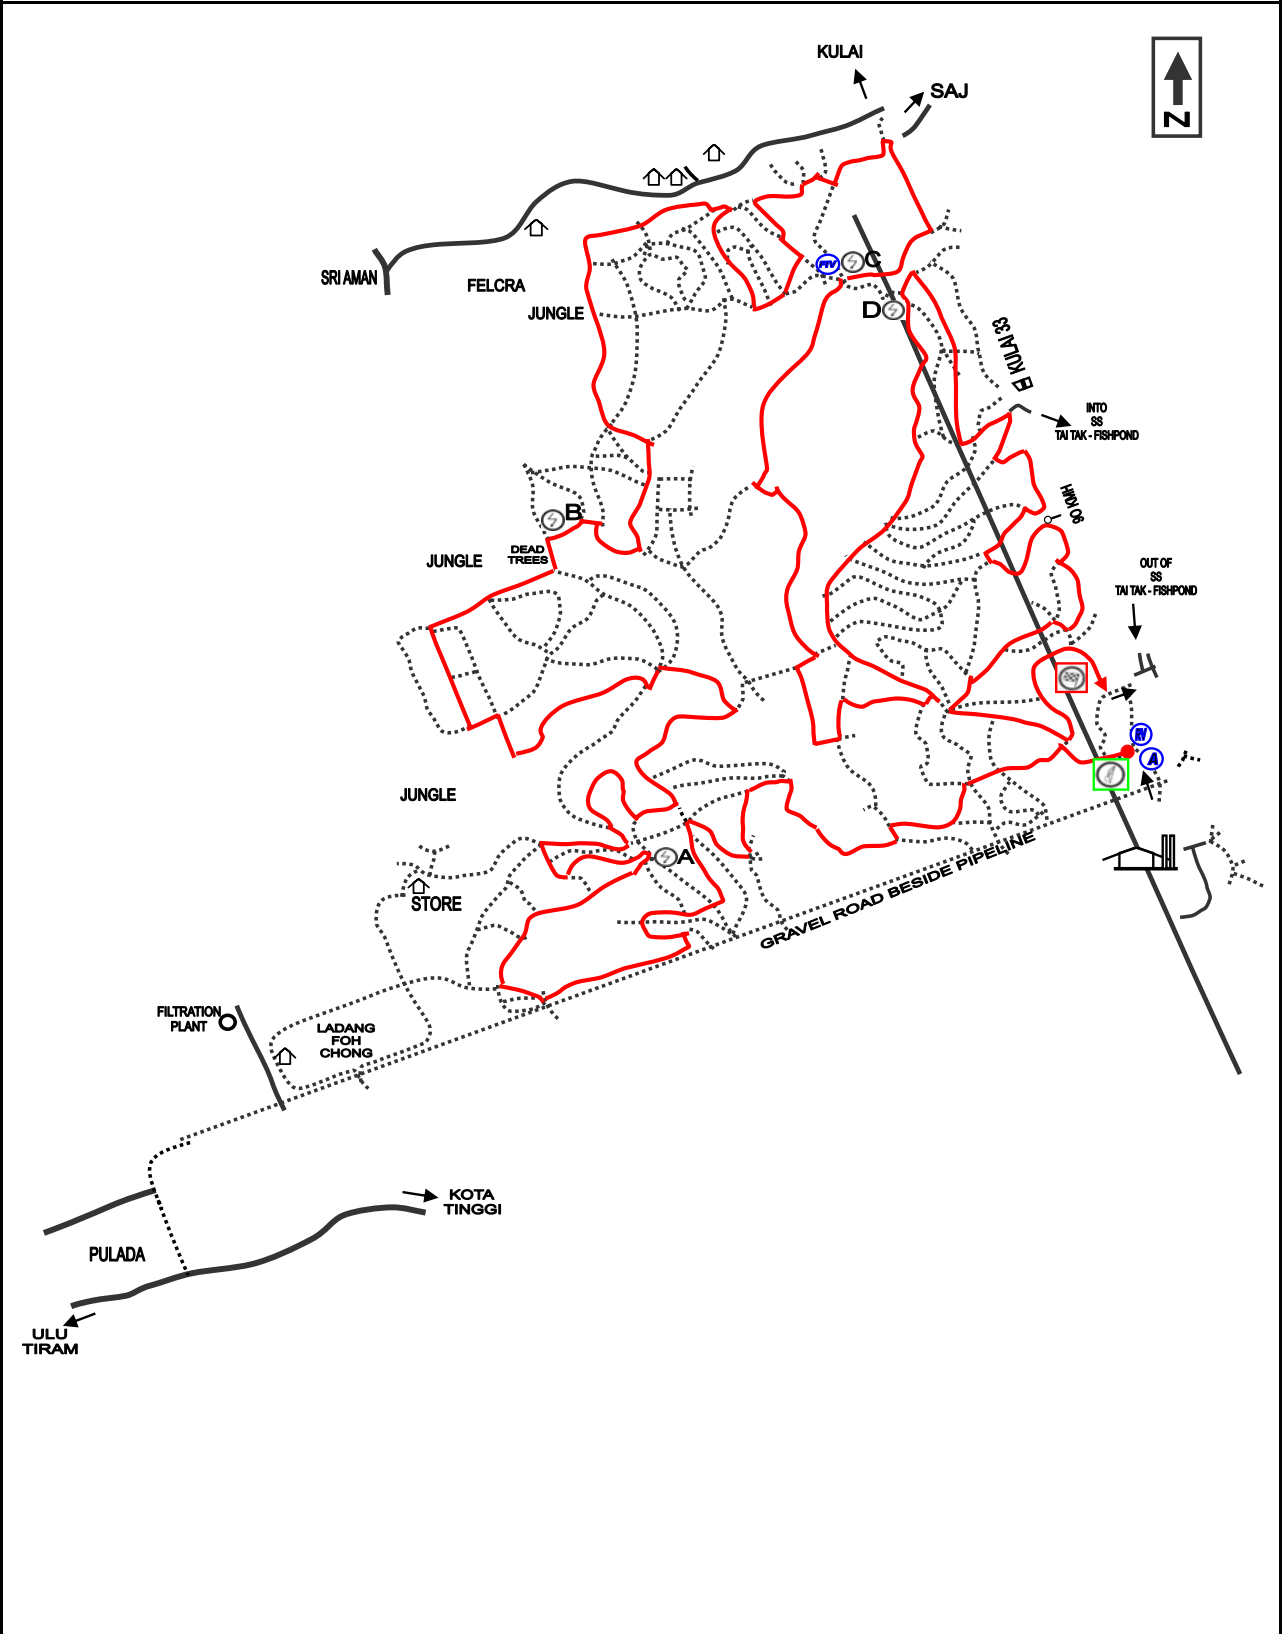 KULAI
SAJ
N
SRI AMAN
FELCRA
JUNGLE
FIV
C
D
KULAI 33
INTO
SS
TAI TAK - FISHPOND
90 KMH
B
DEAD
TREES
JUNGLE
OUT OF
SS
TAI TAK - FISHPOND
RV
A
JUNGLE
A
STORE
GRAVEL ROAD BESIDE PIPELINE
FILTRATION
PLANT
LADANG
FOH
CHONG
KOTA
TINGGI
PULADA
ULU
TIRAM